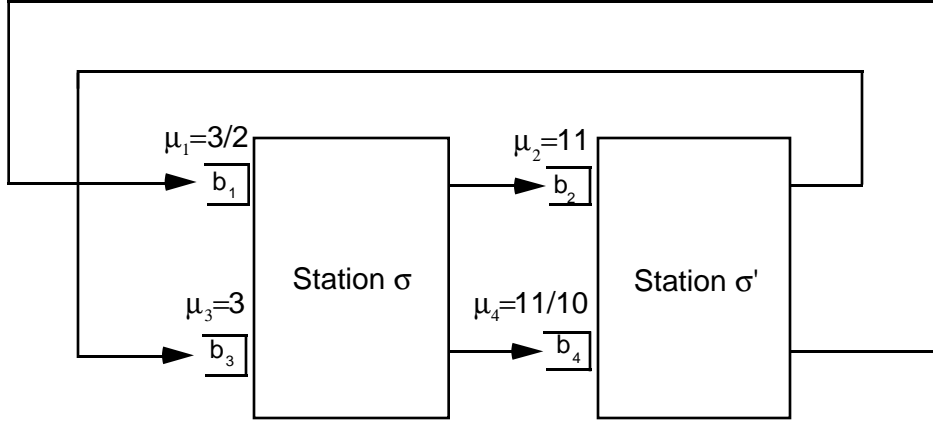 μ₁=3/2
b₁
μ₂=11
b₂
Station σ
Station σ'
μ₃=3
b₃
μ₄=11/10
b₄